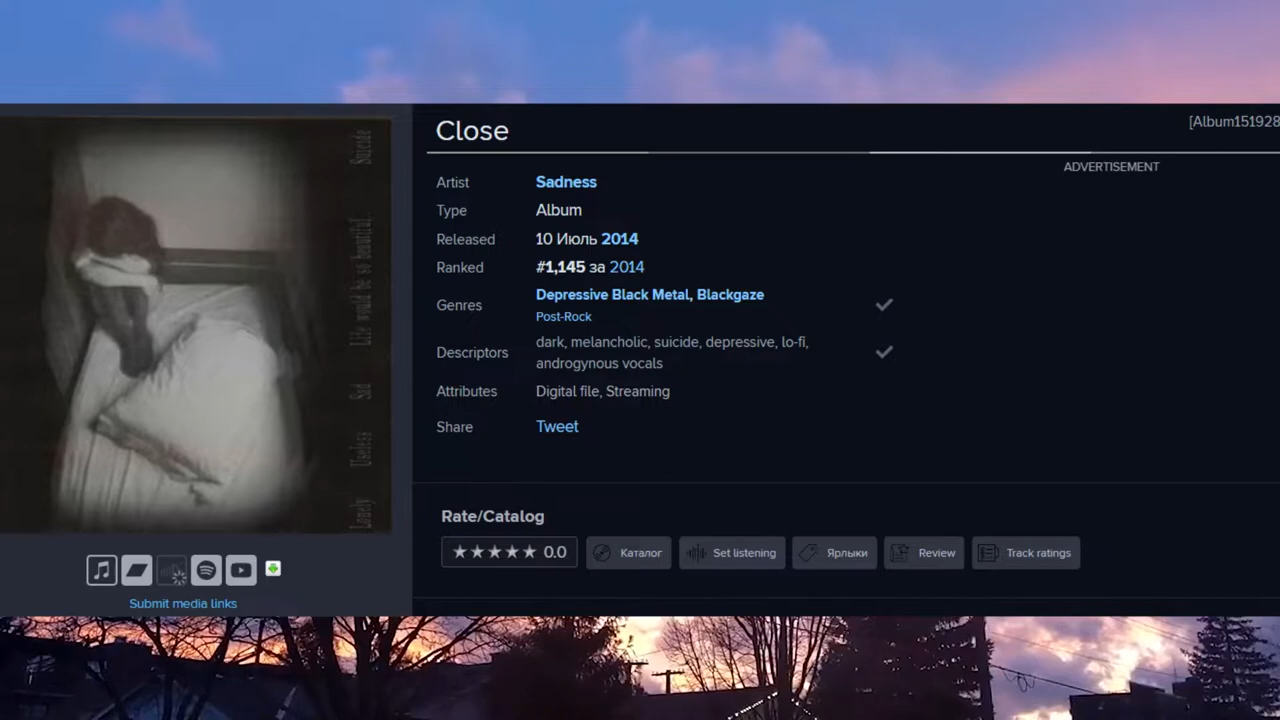 Close
[Album151928
ADVERTISEMENT
Artist Sadness
Type Album
Released 10 Июль 2014
Ranked #1,145 за 2014
Genres Depressive Black Metal, Blackgaze
Post-Rock
Descriptors dark, melancholic, suicide, depressive, lo-fi,
androgynous vocals
Attributes Digital file, Streaming
Share Tweet
Rate/Catalog
0.0 Каталог Set listening Ярлыки Review Track ratings
Submit media links
Lonely Useless Sad Life would be so beautiful. Suicide